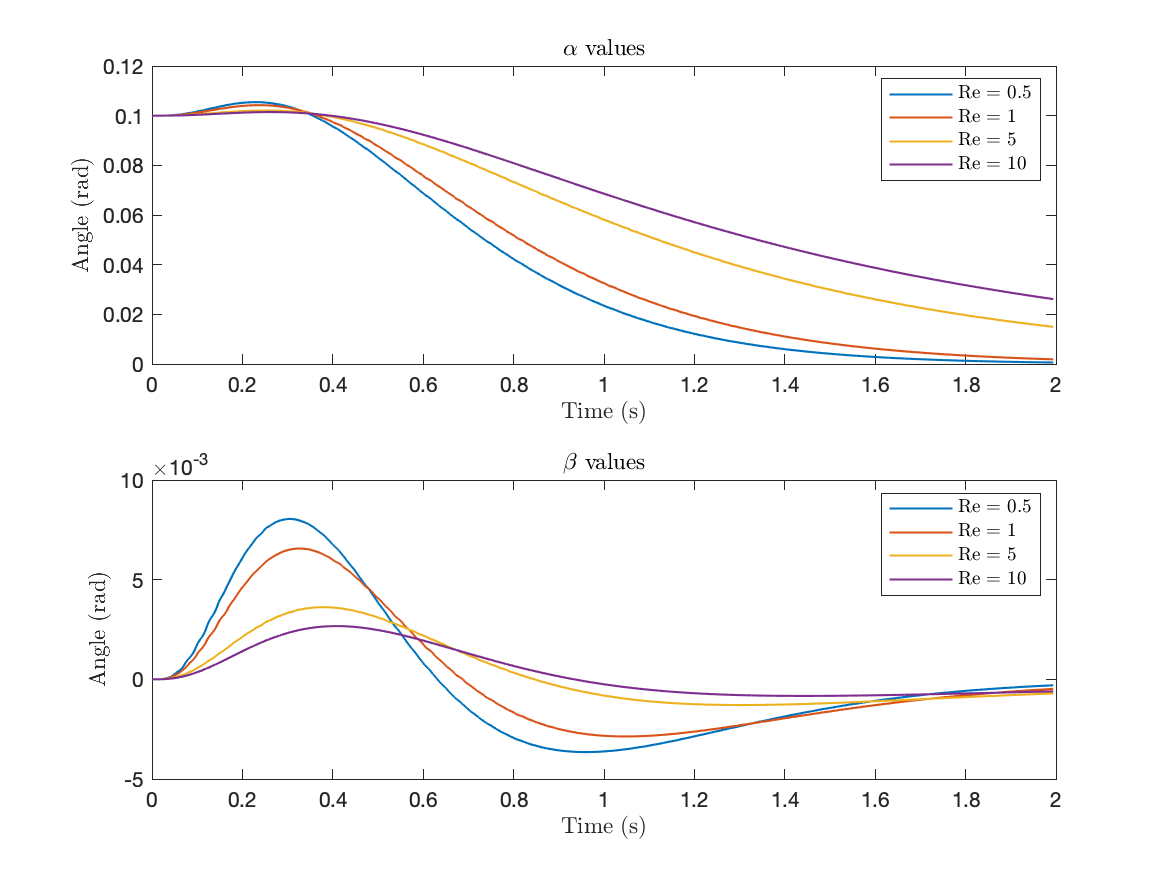 α values
0.12
0.1
0.08
0.06
0.04
0.02
0
Angle (rad)
Re = 0.5
Re = 1
Re = 5
Re = 10
0 0.2 0.4 0.6 0.8 1 1.2 1.4 1.6 1.8 2
Time (s)
β values
×10⁻³
10
5
0
-5
Angle (rad)
Re = 0.5
Re = 1
Re = 5
Re = 10
0 0.2 0.4 0.6 0.8 1 1.2 1.4 1.6 1.8 2
Time (s)